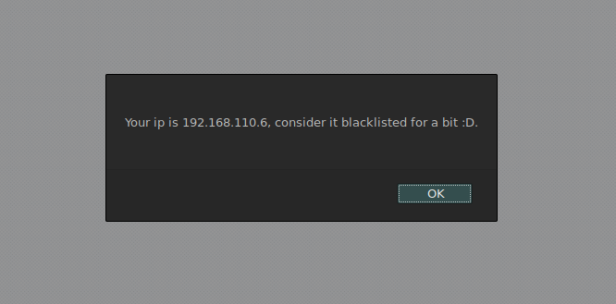 Your ip is 192.168.110.6, consider it blacklisted for a bit :D.
OK